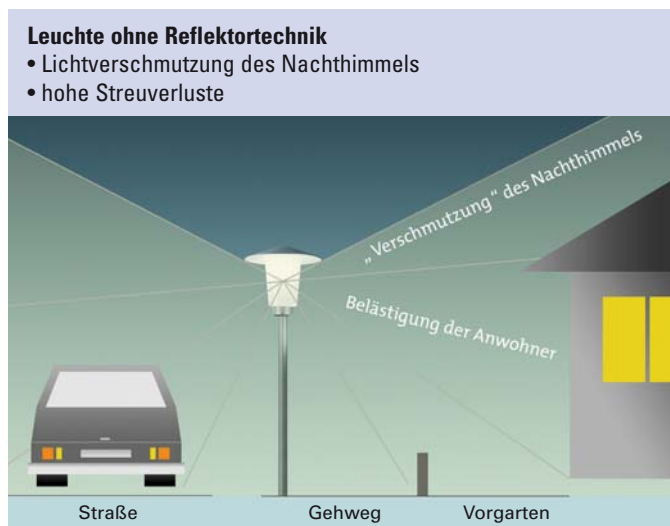 Leuchte ohne Reflektortechnik
• Lichtverschmutzung des Nachthimmels
• hohe Streuverluste
„Verschmutzung“ des Nachthimmels
Belästigung der Anwohner
Straße Gehweg Vorgarten